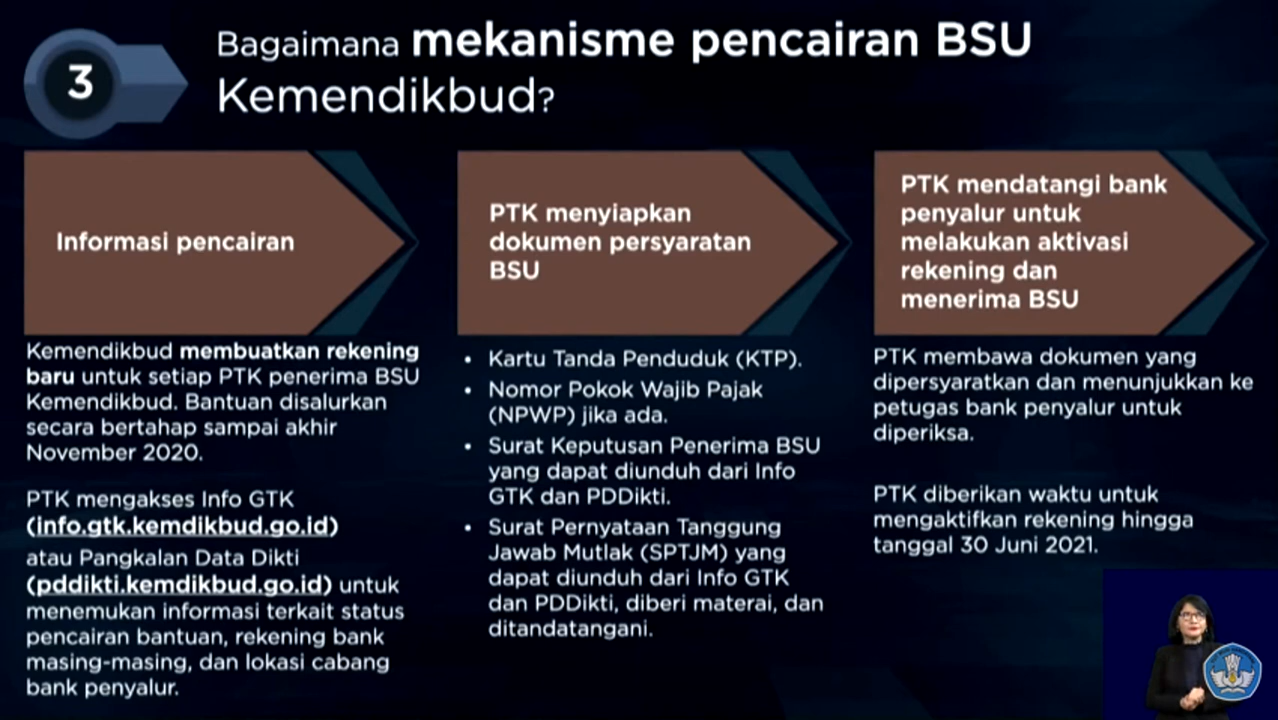 3
Bagaimana mekanisme pencairan BSU
Kemendikbud?
Informasi pencairan
Kemendikbud membuatkan rekening
baru untuk setiap PTK penerima BSU
Kemendikbud. Bantuan disalurkan
secara bertahap sampai akhir
November 2020.
PTK mengakses Info GTK
(info.gtk.kemdikbud.go.id)
atau Pangkalan Data Dikti
(pddikti.kemdikbud.go.id) untuk
menemukan informasi terkait status
pencairan bantuan, rekening bank
masing-masing, dan lokasi cabang
bank penyalur.
PTK menyiapkan
dokumen persyaratan
BSU
• Kartu Tanda Penduduk (KTP).
• Nomor Pokok Wajib Pajak
(NPWP) jika ada.
• Surat Keputusan Penerima BSU
yang dapat diunduh dari Info
GTK dan PDDikti.
• Surat Pernyataan Tanggung
Jawab Mutlak (SPTJM) yang
dapat diunduh dari Info GTK
dan PDDikti, diberi materai, dan
ditandatangani.
PTK mendatangi bank
penyalur untuk
melakukan aktivasi
rekening dan
menerima BSU
PTK membawa dokumen yang
dipersyaratkan dan menunjukkan ke
petugas bank penyalur untuk
diperiksa.
PTK diberikan waktu untuk
mengaktifkan rekening hingga
tanggal 30 Juni 2021.